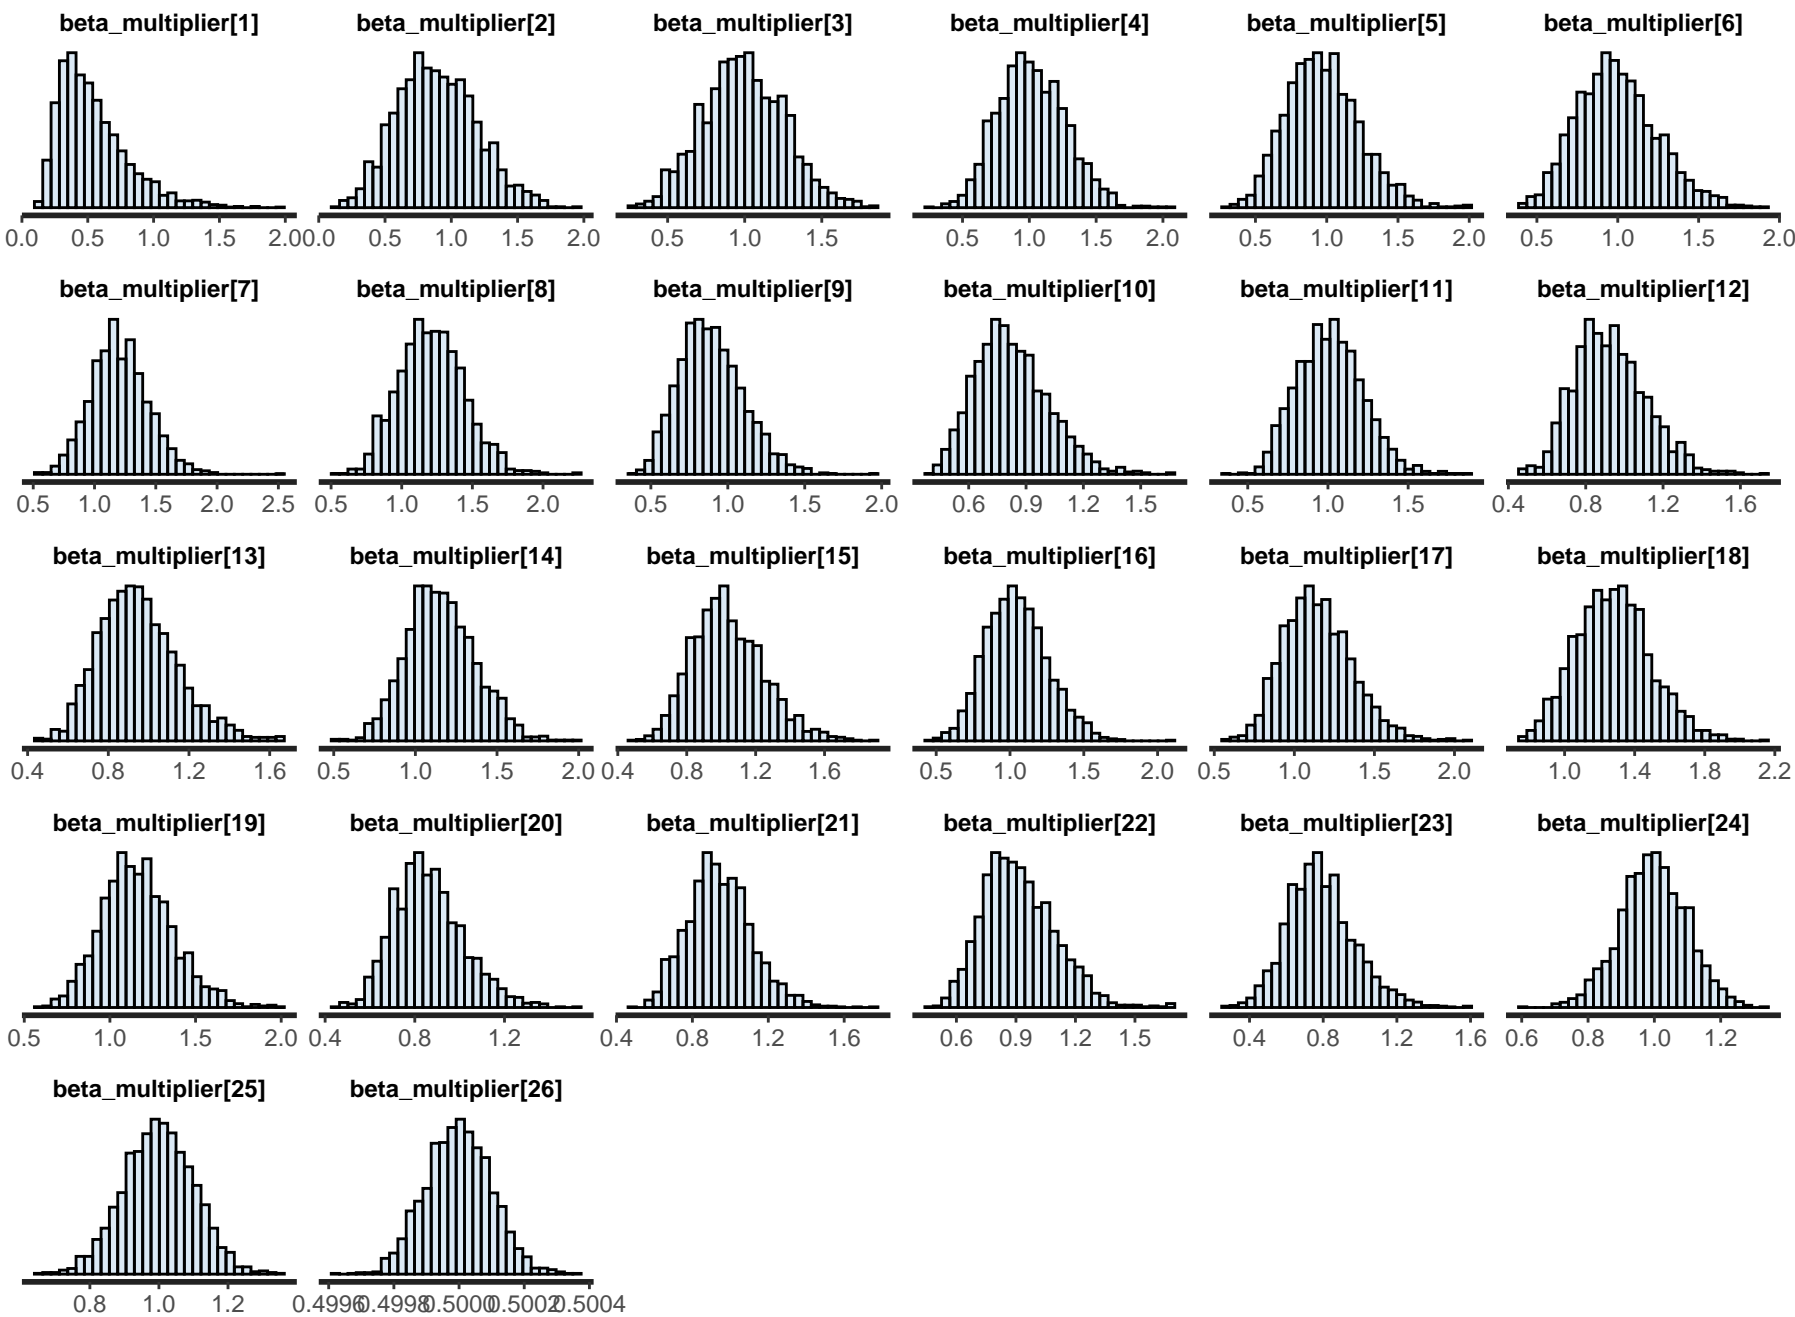 beta_multiplier[1] beta_multiplier[2] beta_multiplier[3] beta_multiplier[4] beta_multiplier[5] beta_multiplier[6]
0.0 0.5 1.0 1.5 2.0 0.0 0.5 1.0 1.5 2.0 0.5 1.0 1.5 0.5 1.0 1.5 2.0 0.5 1.0 1.5 2.0 0.5 1.0 1.5 2.0
beta_multiplier[7] beta_multiplier[8] beta_multiplier[9] beta_multiplier[10] beta_multiplier[11] beta_multiplier[12]
0.5 1.0 1.5 2.0 2.5 0.5 1.0 1.5 2.0 0.5 1.0 1.5 2.0 0.6 0.9 1.2 1.5 0.5 1.0 1.5 0.4 0.8 1.2 1.6
beta_multiplier[13] beta_multiplier[14] beta_multiplier[15] beta_multiplier[16] beta_multiplier[17] beta_multiplier[18]
0.4 0.8 1.2 1.6 0.5 1.0 1.5 2.0 0.4 0.8 1.2 1.6 0.5 1.0 1.5 2.0 0.5 1.0 1.5 2.0 1.0 1.4 1.8 2.2
beta_multiplier[19] beta_multiplier[20] beta_multiplier[21] beta_multiplier[22] beta_multiplier[23] beta_multiplier[24]
0.5 1.0 1.5 2.0 0.4 0.8 1.2 0.4 0.8 1.2 1.6 0.6 0.9 1.2 1.5 0.4 0.8 1.2 1.6 0.6 0.8 1.0 1.2
beta_multiplier[25] beta_multiplier[26]
0.8 1.0 1.2 0.4996 0.4998 0.5000 0.5002 0.5004